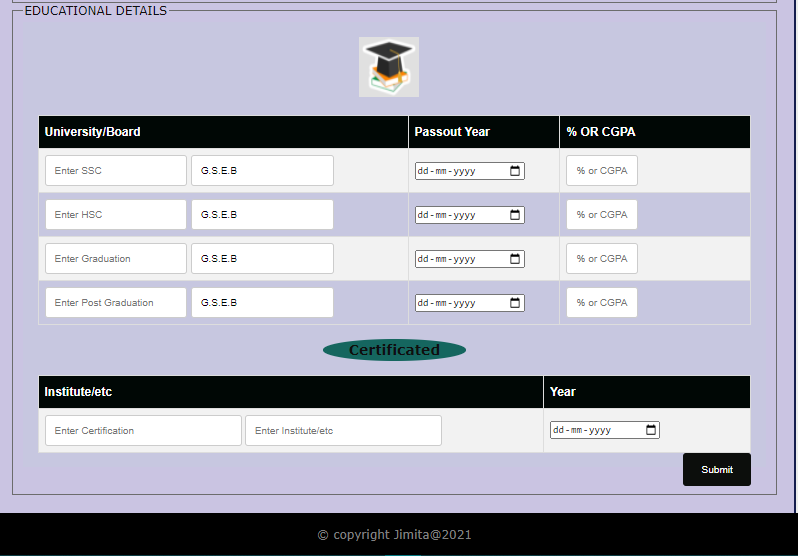 EDUCATIONAL DETAILS
University/Board Passout Year % OR CGPA
Enter SSC G.S.E.B dd-mm-yyyy % or CGPA
Enter HSC G.S.E.B dd-mm-yyyy % or CGPA
Enter Graduation G.S.E.B dd-mm-yyyy % or CGPA
Enter Post Graduation G.S.E.B dd-mm-yyyy % or CGPA
Certificated
Institute/etc Year
Enter Certification Enter Institute/etc dd-mm-yyyy
Submit
© copyright Jimita@2021